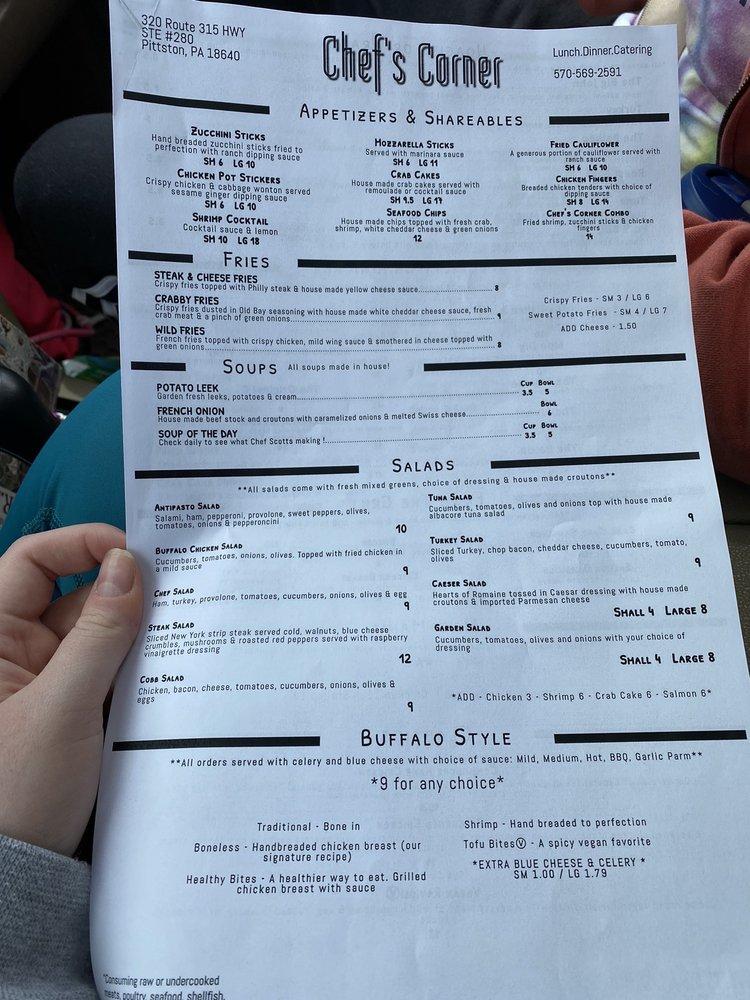 320 Route 315 HWY
STE #280
Pittston, PA 18640
Chef's Corner
Lunch.Dinner.Catering
570-569-2591
APPETIZERS & SHAREABLES
ZUCCHINI STICKS
Hand breaded zucchini sticks fried to
perfection with ranch dipping sauce
SM 6 LG 10
CHICKEN POT STICKERS
Crispy chicken & cabbage wonton served
sesame ginger dipping sauce
SM 6 LG 10
SHRIMP COCKTAIL
Cocktail sauce & lemon
SM 10 LG 18
MOZZARELLA STICKS
Served with marinara sauce
SM 6 LG 11
CRAB CAKES
House made crab cakes served with
remoulade or cocktail sauce
SM 9.5 LG 17
SEAFOOD CHIPS
House made chips topped with fresh crab,
shrimp, white cheddar cheese & green onions
12
FRIED CAULIFLOWER
A generous portion of cauliflower served with
ranch sauce
SM 6 LG 10
CHICKEN FINGERS
Breaded chicken tenders with choice of
dipping sauce
SM 8 LG 14
CHEF'S CORNER COMBO
Fried shrimp, zucchini sticks & chicken
fingers
14
FRIES
STEAK & CHEESE FRIES
Crispy fries topped with Philly steak & house made yellow cheese sauce 8
CRABBY FRIES
Crispy fries dusted in Old Bay seasoning with house made white cheddar cheese sauce, fresh
crab meat & a pinch of green onions 9
WILD FRIES
French fries topped with crispy chicken, mild wing sauce & smothered in cheese topped with
green onions 8
Crispy Fries - SM 3 / LG 6
Sweet Potato Fries - SM 4 / LG 7
ADD Cheese - 1.50
SOUPS All soups made in house!
POTATO LEEK Cup Bowl
Garden fresh leeks, potatoes & cream 3.5 5
FRENCH ONION Bowl
House made beef stock and croutons with caramelized onions & melted Swiss cheese 6
SOUP OF THE DAY Cup Bowl
Check daily to see what Chef Scotts making ! 3.5 5
SALADS
**All salads come with fresh mixed greens, choice of dressing & house made croutons**
ANTIPASTO SALAD
Salami, ham, pepperoni, provolone, sweet peppers, olives,
tomatoes, onions & pepperoncini
10
BUFFALO CHICKEN SALAD
Cucumbers, tomatoes, onions, olives. Topped with fried chicken in
a mild sauce
9
CHEF SALAD
Ham, turkey, provolone, tomatoes, cucumbers, onions, olives & egg
9
STEAK SALAD
Sliced New York strip steak served cold, walnuts, blue cheese
crumbles, mushrooms & roasted red peppers served with raspberry
vinaigrette dressing
12
COBB SALAD
Chicken, bacon, cheese, tomatoes, cucumbers, onions, olives &
eggs
9
TUNA SALAD
Cucumbers, tomatoes, olives and onions top with house made
albacore tuna salad
9
TURKEY SALAD
Sliced Turkey, chop bacon, cheddar cheese, cucumbers, tomato,
olives
9
CAESER SALAD
Hearts of Romaine tossed in Caesar dressing with house made
croutons & imported Parmesan cheese
SMALL 4 LARGE 8
GARDEN SALAD
Cucumbers, tomatoes, olives and onions with your choice of
dressing
SMALL 4 LARGE 8
*ADD - Chicken 3 - Shrimp 6 - Crab Cake 6 - Salmon 6*
BUFFALO STYLE
**All orders served with celery and blue cheese with choice of sauce: Mild, Medium, Hot, BBQ, Garlic Parm**
*9 for any choice*
Traditional - Bone in
Boneless - Handbreaded chicken breast (our
signature recipe)
Healthy Bites - A healthier way to eat. Grilled
chicken breast with sauce
Shrimp - Hand breaded to perfection
Tofu BitesⓋ - A spicy vegan favorite
*EXTRA BLUE CHEESE & CELERY *
SM 1.00 / LG 1.79
*Consuming raw or undercooked
meats, poultry, seafood, shellfish,